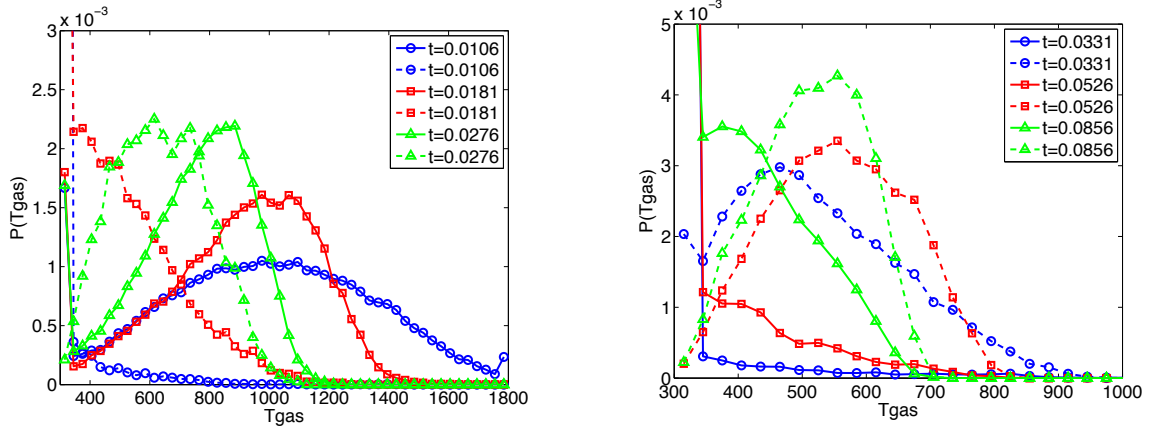 x 10⁻³
3
2.5
2
1.5
1
0.5
0
P(Tgas)
400 600 800 1000 1200 1400 1600 1800
Tgas
t=0.0106
t=0.0106
t=0.0181
t=0.0181
t=0.0276
t=0.0276
x 10⁻³
5
4
3
2
1
0
P(Tgas)
300 400 500 600 700 800 900 1000
Tgas
t=0.0331
t=0.0331
t=0.0526
t=0.0526
t=0.0856
t=0.0856